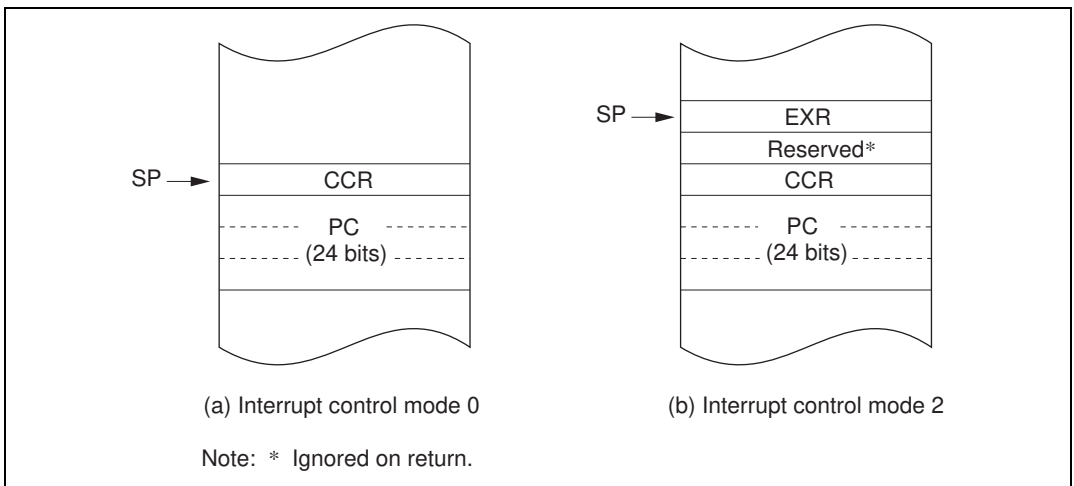 SP
CCR
PC
(24 bits)
(a) Interrupt control mode 0
SP
EXR
Reserved*
CCR
PC
(24 bits)
(b) Interrupt control mode 2
Note: * Ignored on return.